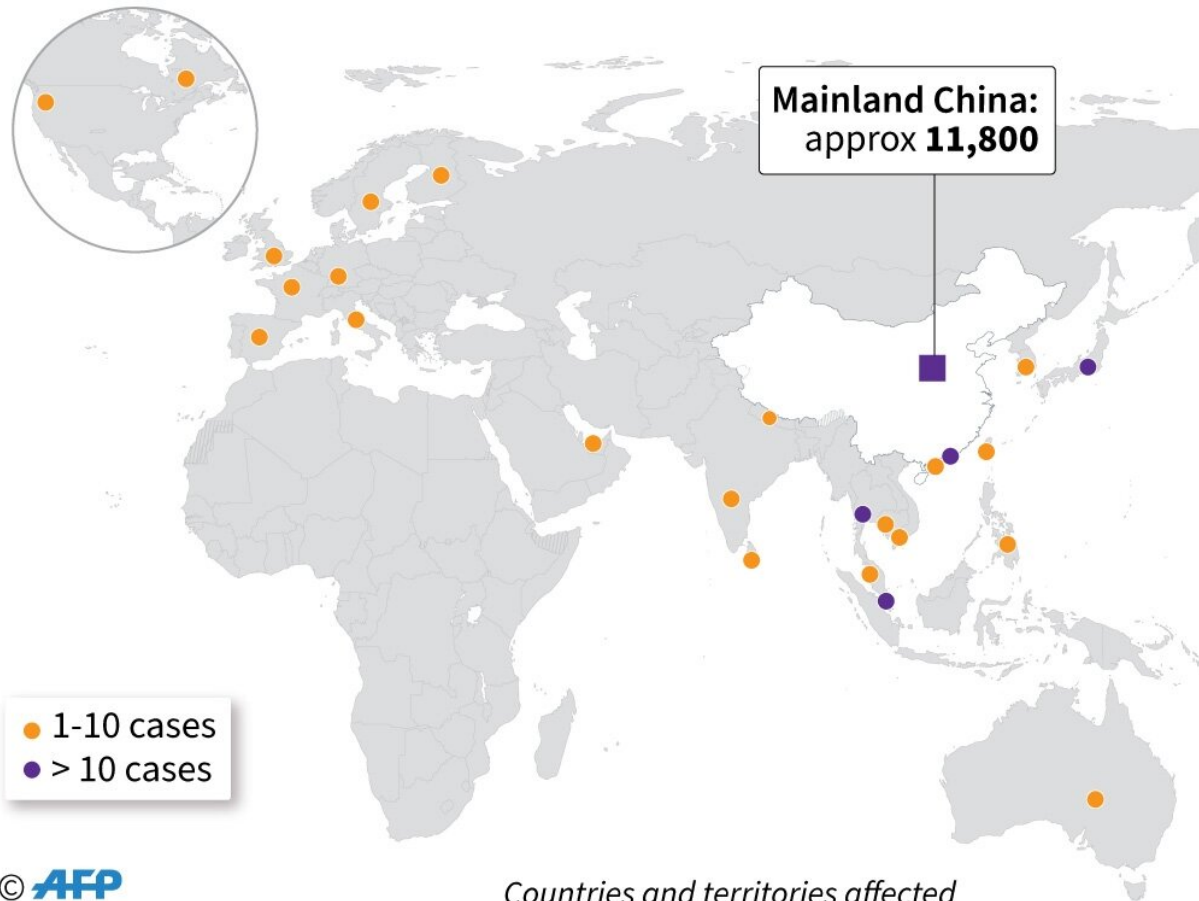 Mainland China:
approx 11,800
1-10 cases
> 10 cases
© AFP
Countries and territories affected